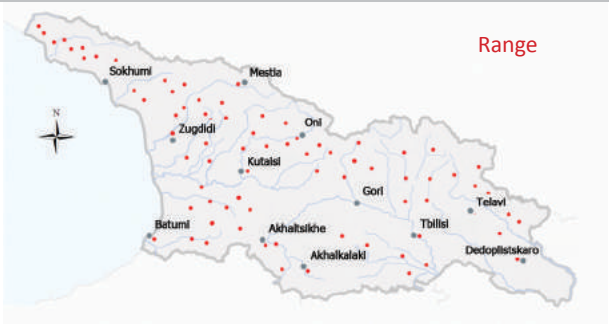 Range
Mestia
Sokhumi
Oni
Zugdidi
Kutaisi
Gori
Telavi
Batumi
Akhaltsikhe
Tbilisi
Akhalkalaki
Dedoplistskaro
N